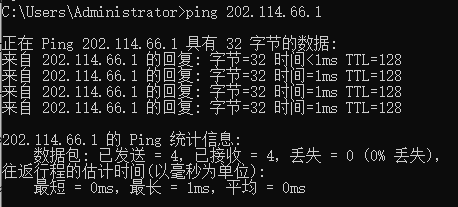 C:\Users\Administrator>ping 202.114.66.1
正在 Ping 202.114.66.1 具有 32 字节的数据:
来自 202.114.66.1 的回复: 字节=32 时间<1ms TTL=128
来自 202.114.66.1 的回复: 字节=32 时间=1ms TTL=128
来自 202.114.66.1 的回复: 字节=32 时间=1ms TTL=128
来自 202.114.66.1 的回复: 字节=32 时间=1ms TTL=128
202.114.66.1 的 Ping 统计信息:
数据包: 已发送 = 4, 已接收 = 4, 丢失 = 0 (0% 丢失),
往返行程的估计时间(以毫秒为单位):
最短 = 0ms, 最长 = 1ms, 平均 = 0ms